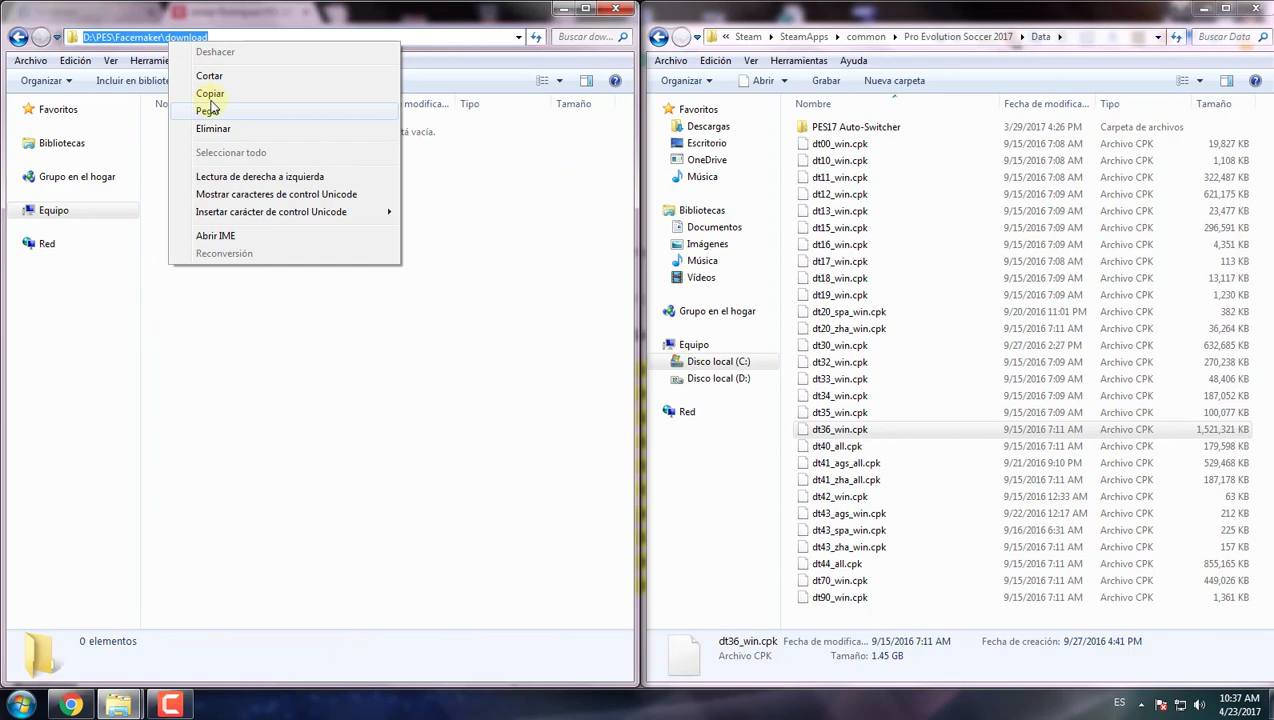 D:\PES\Facemaker\download
Buscar dow...
Archivo Edición Ver Herramie
Organizar Incluir en bibliote
Favoritos
Bibliotecas
Grupo en el hogar
Equipo
Red
de modifica... Tipo Tamaño
stá vacía.
Deshacer
Cortar
Copiar
Eliminar
Seleccionar todo
Lectura de derecha a izquierda
Mostrar caracteres de control Unicode
Insertar carácter de control Unicode
Abrir IME
Reconversión
0 elementos
Steam SteamApps common Pro Evolution Soccer 2017 Data
Buscar Data
Archivo Edición Ver Herramientas Ayuda
Organizar Abrir Grabar Nueva carpeta
Favoritos
Descargas
Escritorio
OneDrive
Música
Bibliotecas
Documentos
Imágenes
Música
Vídeos
Grupo en el hogar
Equipo
Disco local (C:)
Disco local (D:)
Red
Nombre Fecha de modifica... Tipo Tamaño
PES17 Auto-Switcher 3/29/2017 4:26 PM Carpeta de archivos
dt00_win.cpk 9/15/2016 7:08 AM Archivo CPK 19,827 KB
dt10_win.cpk 9/15/2016 7:08 AM Archivo CPK 1,108 KB
dt11_win.cpk 9/15/2016 7:08 AM Archivo CPK 322,752 KB
dt12_win.cpk 9/15/2016 7:09 AM Archivo CPK 621,175 KB
dt13_win.cpk 9/15/2016 7:09 AM Archivo CPK 23,477 KB
dt15_win.cpk 9/15/2016 7:08 AM Archivo CPK 296,591 KB
dt16_win.cpk 9/15/2016 7:09 AM Archivo CPK 4,351 KB
dt17_win.cpk 9/15/2016 7:08 AM Archivo CPK 113 KB
dt18_win.cpk 9/15/2016 7:09 AM Archivo CPK 13,117 KB
dt19_win.cpk 9/15/2016 7:09 AM Archivo CPK 1,230 KB
dt20_spa_win.cpk 9/20/2016 11:01 PM Archivo CPK 382 KB
dt20_zha_win.cpk 9/15/2016 7:11 AM Archivo CPK 36,264 KB
dt30_win.cpk 9/27/2016 2:27 PM Archivo CPK 632,685 KB
dt32_win.cpk 9/15/2016 7:09 AM Archivo CPK 270,238 KB
dt33_win.cpk 9/15/2016 7:09 AM Archivo CPK 48,406 KB
dt34_win.cpk 9/15/2016 7:09 AM Archivo CPK 187,052 KB
dt35_win.cpk 9/15/2016 7:09 AM Archivo CPK 100,077 KB
dt36_win.cpk 9/15/2016 7:11 AM Archivo CPK 1,521,321 KB
dt40_all.cpk 9/15/2016 7:11 AM Archivo CPK 179,598 KB
dt41_ags_all.cpk 9/21/2016 9:10 PM Archivo CPK 529,468 KB
dt41_zha_all.cpk 9/15/2016 7:11 AM Archivo CPK 187,178 KB
dt42_win.cpk 9/15/2016 12:33 AM Archivo CPK 63 KB
dt43_ags_win.cpk 9/22/2016 12:17 AM Archivo CPK 212 KB
dt43_spa_win.cpk 9/16/2016 6:31 AM Archivo CPK 225 KB
dt43_zha_win.cpk 9/15/2016 7:11 AM Archivo CPK 157 KB
dt44_all.cpk 9/15/2016 7:11 AM Archivo CPK 855,165 KB
dt70_win.cpk 9/15/2016 7:11 AM Archivo CPK 449,026 KB
dt90_win.cpk 9/15/2016 7:11 AM Archivo CPK 1,361 KB
dt36_win.cpk Fecha de modifica... 9/15/2016 7:11 AM Fecha de creación: 9/27/2016 4:41 PM
Archivo CPK Tamaño: 1.45 GB
ES
10:37 AM
4/23/2017